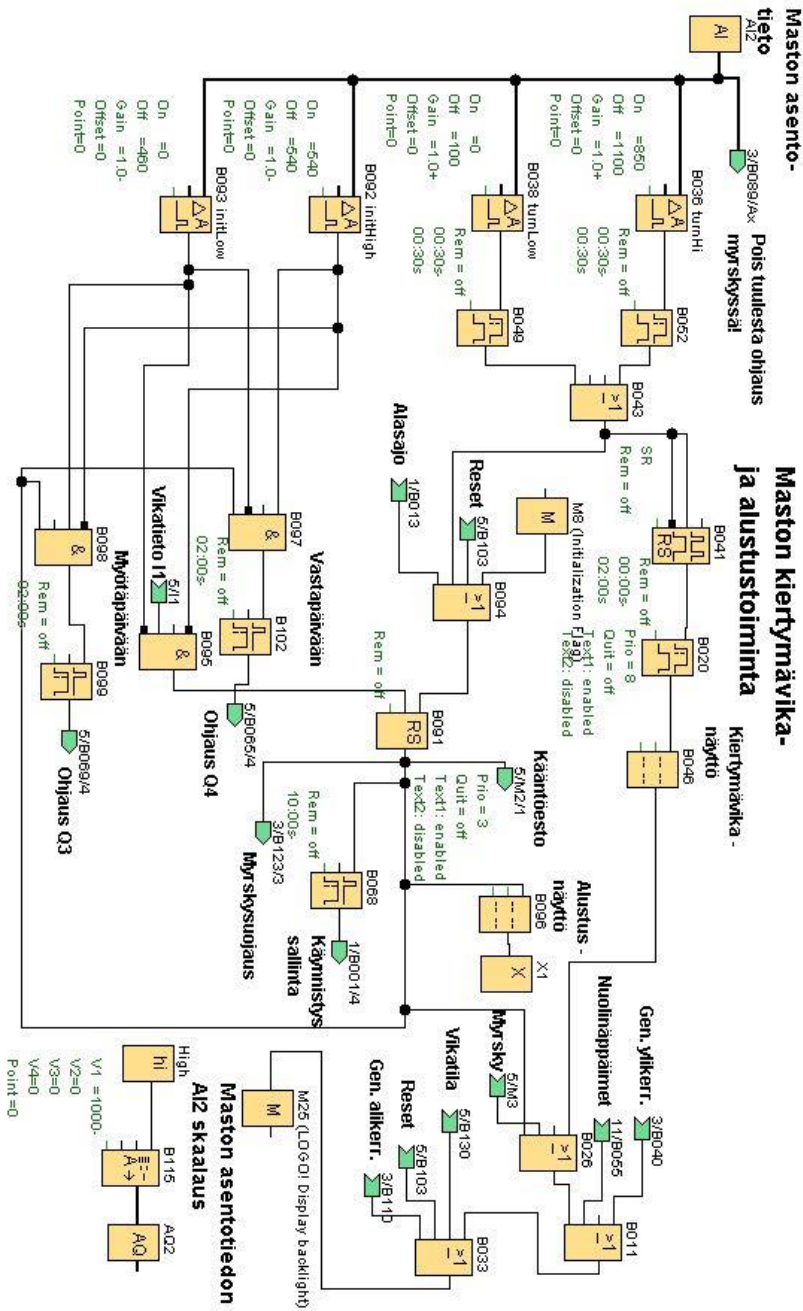 Maston kiertymävika-
ja alustustoiminta
Maston asento-
tieto
AI2
AI
3/B089/Ax
Pois tuulesta ohjaus
myrskyssä!
B036 turnHi
A
On =850
Off =1100
Gain =1.0+
Offset=0
Point=0
B052
Rem = off
00:30s-
00:30s
B038 turnLow
A
On =0
Off =100
Gain =1.0+
Offset=0
Point=0
B049
Rem = off
00:30s-
00:30s
B043
>1
B092 initHigh
A
On =540
Off =540
Gain =1.0-
Offset=0
Point=0
B093 initLow
A
On =0
Off =460
Gain =1.0-
Offset=0
Point=0
B041
RS
SR
Rem = off
B020
Rem = off
00:00s-
02:00s
Kiertymävika -
näyttö
B046
Prio = 8
Quit = off
Text1: enabled
Text2: disabled
M8 (Initialization Flag)
M
Reset
5/B103
Alasajo
1/B013
B094
>1
B091
RS
Rem = off
Vastapäivään
B097
&
B102
Rem = off
02:00s-
5/B065/4
Ohjaus Q4
Vikatieto I1
5/I1
B095
&
Myötäpäivään
B098
&
B099
Rem = off
02:00s
5/B069/4
Ohjaus Q3
Kääntöesto
5/M2/1
Prio = 3
Quit = off
Text1: enabled
Text2: disabled
Alustus -
näyttö
B096
X1
X
B068
Rem = off
10:00s-
1/B001/4
Käynnistys
sallinta
3/B123/3
Myrskysuojaus
Gen. ylikerr.
3/B040
Nuolinäppäimet
11/B055
B011
>1
Myrsky
5/M3
B026
>1
Vikatila
5/B130
Reset
5/B103
Gen. alikerr.
3/B110
B033
>1
M25 (LOGO! Display backlight)
M
Maston asentotiedon
AI2 skaalaus
High
hi
B115
A
AQ2
AQ
V1 =1000-
V2=0
V3=0
V4=0
Point=0